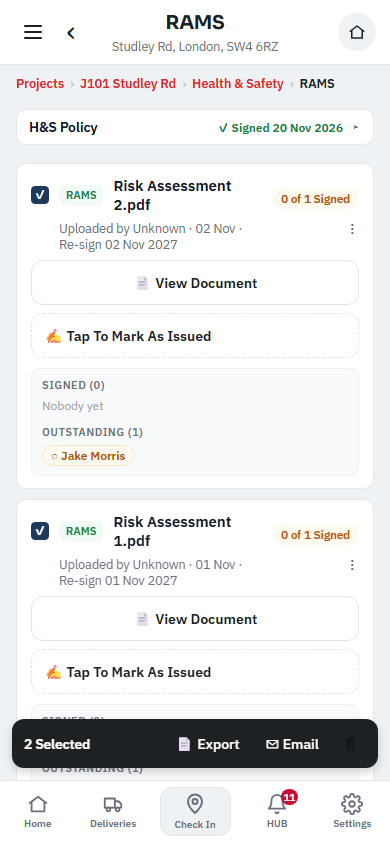 RAMS
Studley Rd, London, SW4 6RZ
Projects › J101 Studley Rd › Health & Safety › RAMS
H&S Policy ✓ Signed 20 Nov 2026
RAMS Risk Assessment 2.pdf 0 of 1 Signed
Uploaded by Unknown · 02 Nov ·
Re-sign 02 Nov 2027
View Document
Tap To Mark As Issued
SIGNED (0)
Nobody yet
OUTSTANDING (1)
○ Jake Morris
RAMS Risk Assessment 1.pdf 0 of 1 Signed
Uploaded by Unknown · 01 Nov ·
Re-sign 01 Nov 2027
View Document
Tap To Mark As Issued
SIGNED (0)
2 Selected Export Email
OUTSTANDING (1)
11
Home Deliveries Check In HUB Settings